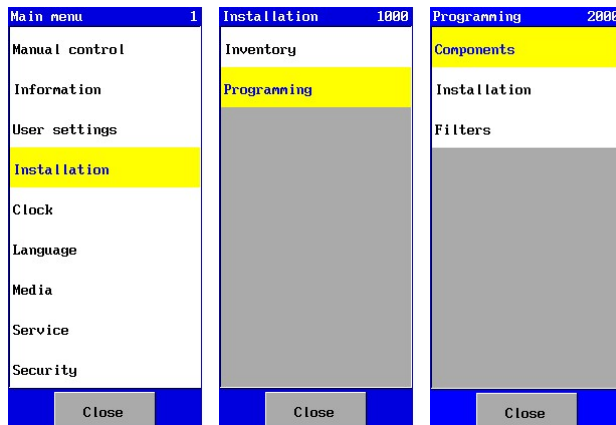 Main menu 1
Manual control
Information
User settings
Installation
Clock
Language
Media
Service
Security
Close
Installation 1000
Inventory
Programming
Close
Programming 2000
Components
Installation
Filters
Close